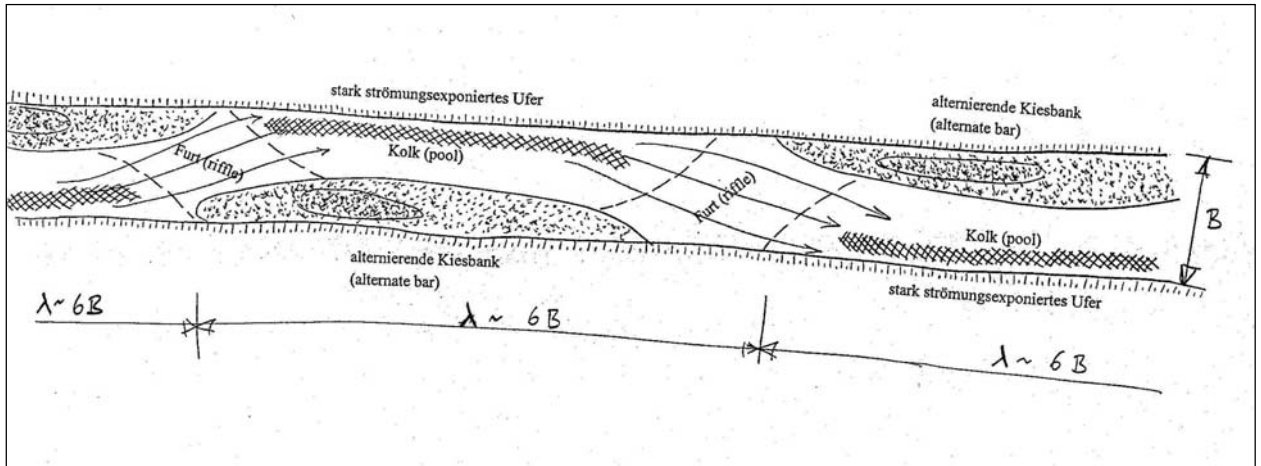 stark strömungsexponiertes Ufer
alternierende Kiesbank
(alternate bar)
Furt (riffle)
Kolk (pool)
Furt (riffle)
B
Kolk (pool)
alternierende Kiesbank
(alternate bar)
stark strömungsexponiertes Ufer
λ ~ 6B
λ ~ 6B
λ ~ 6B